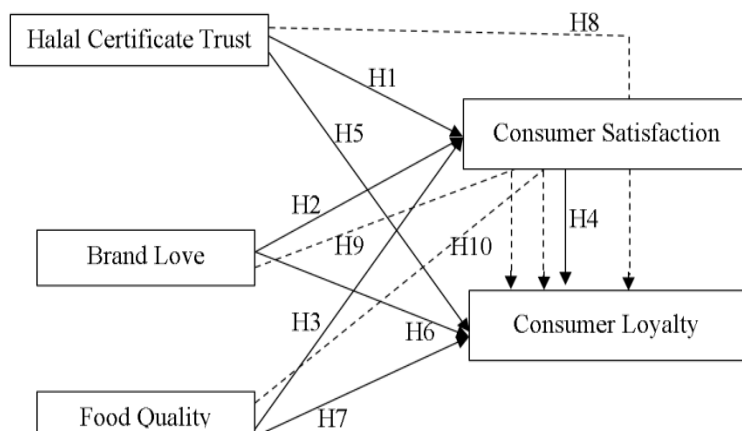 H8
Halal Certificate Trust
H1
H5
Consumer Satisfaction
H2
H4
Brand Love
H9
H10
H3
Consumer Loyalty
H6
Food Quality
H7